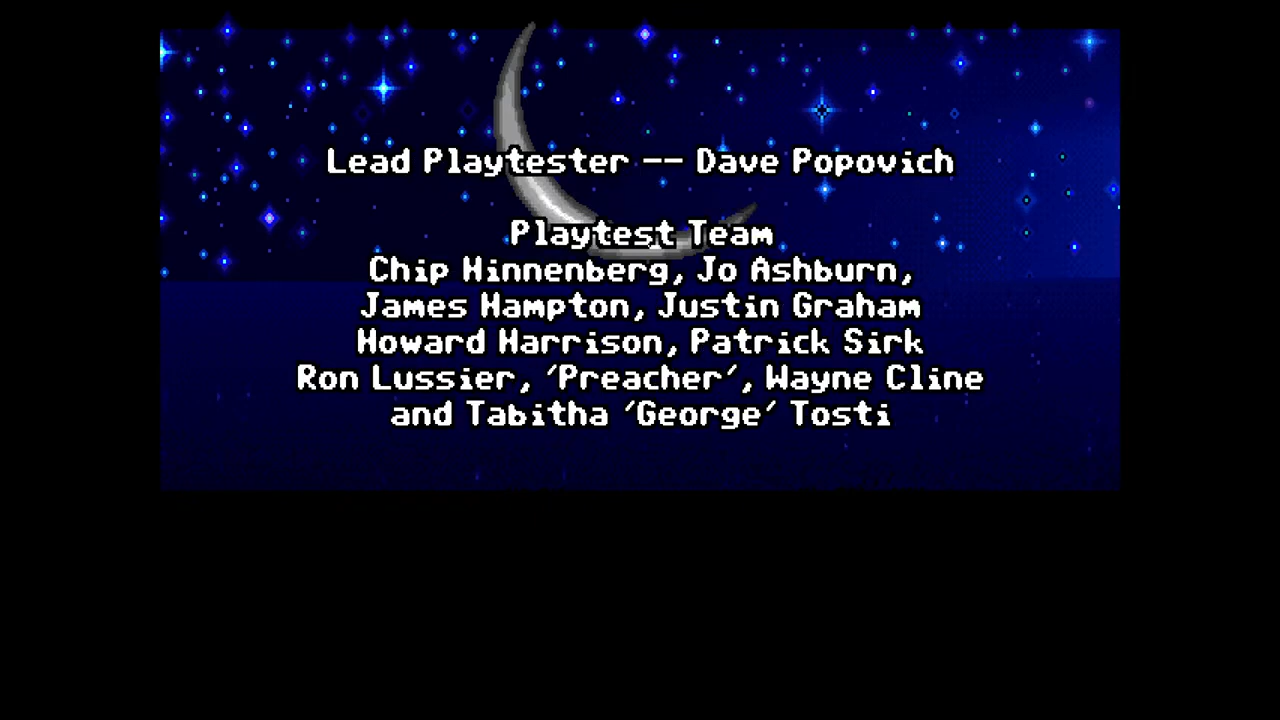 Lead Playtester -- Dave Popovich
Playtest Team
Chip Hinnenberg, Jo Ashburn,
James Hampton, Justin Graham
Howard Harrison, Patrick Sirk
Ron Lussier, 'Preacher', Wayne Cline
and Tabitha 'George' Tosti